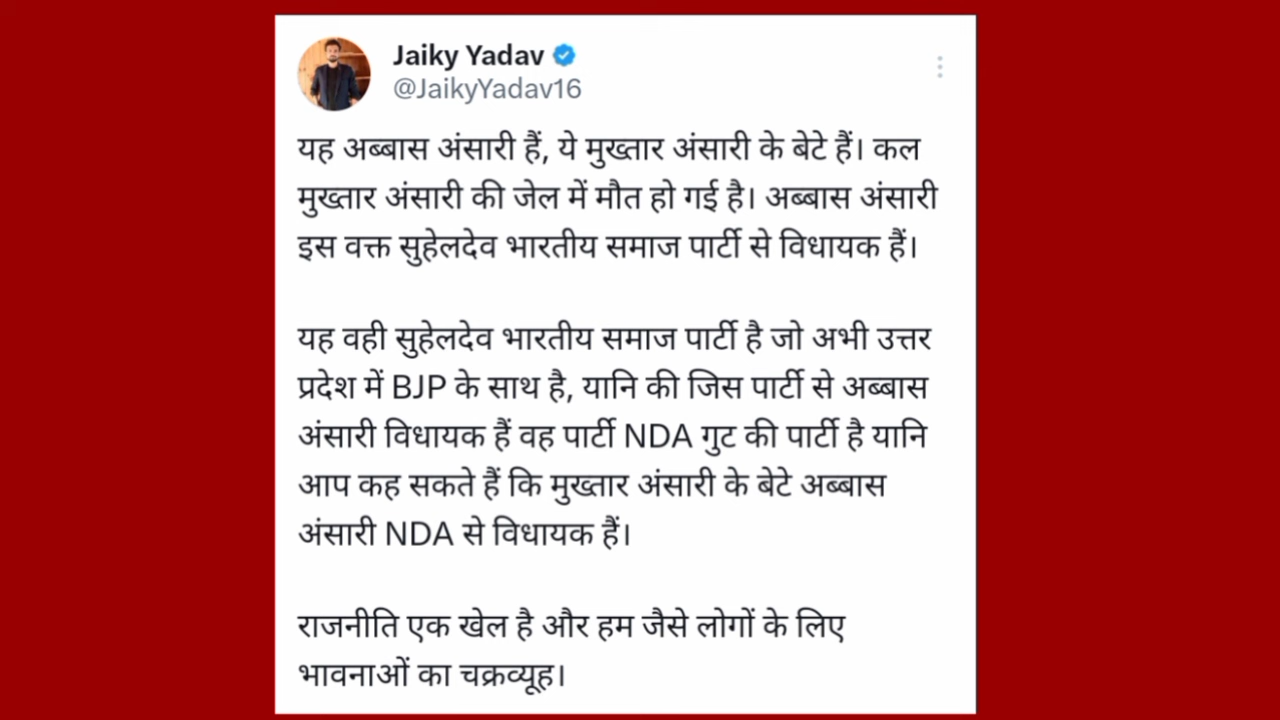 Jaiky Yadav
@JaikyYadav16
यह अब्बास अंसारी हैं, ये मुख्तार अंसारी के बेटे हैं। कल
मुख्तार अंसारी की जेल में मौत हो गई है। अब्बास अंसारी
इस वक्त सुहेलदेव भारतीय समाज पार्टी से विधायक हैं।
यह वही सुहेलदेव भारतीय समाज पार्टी है जो अभी उत्तर
प्रदेश में BJP के साथ है, यानि की जिस पार्टी से अब्बास
अंसारी विधायक हैं वह पार्टी NDA गुट की पार्टी है यानि
आप कह सकते हैं कि मुख्तार अंसारी के बेटे अब्बास
अंसारी NDA से विधायक हैं।
राजनीति एक खेल है और हम जैसे लोगों के लिए
भावनाओं का चक्रव्यूह।